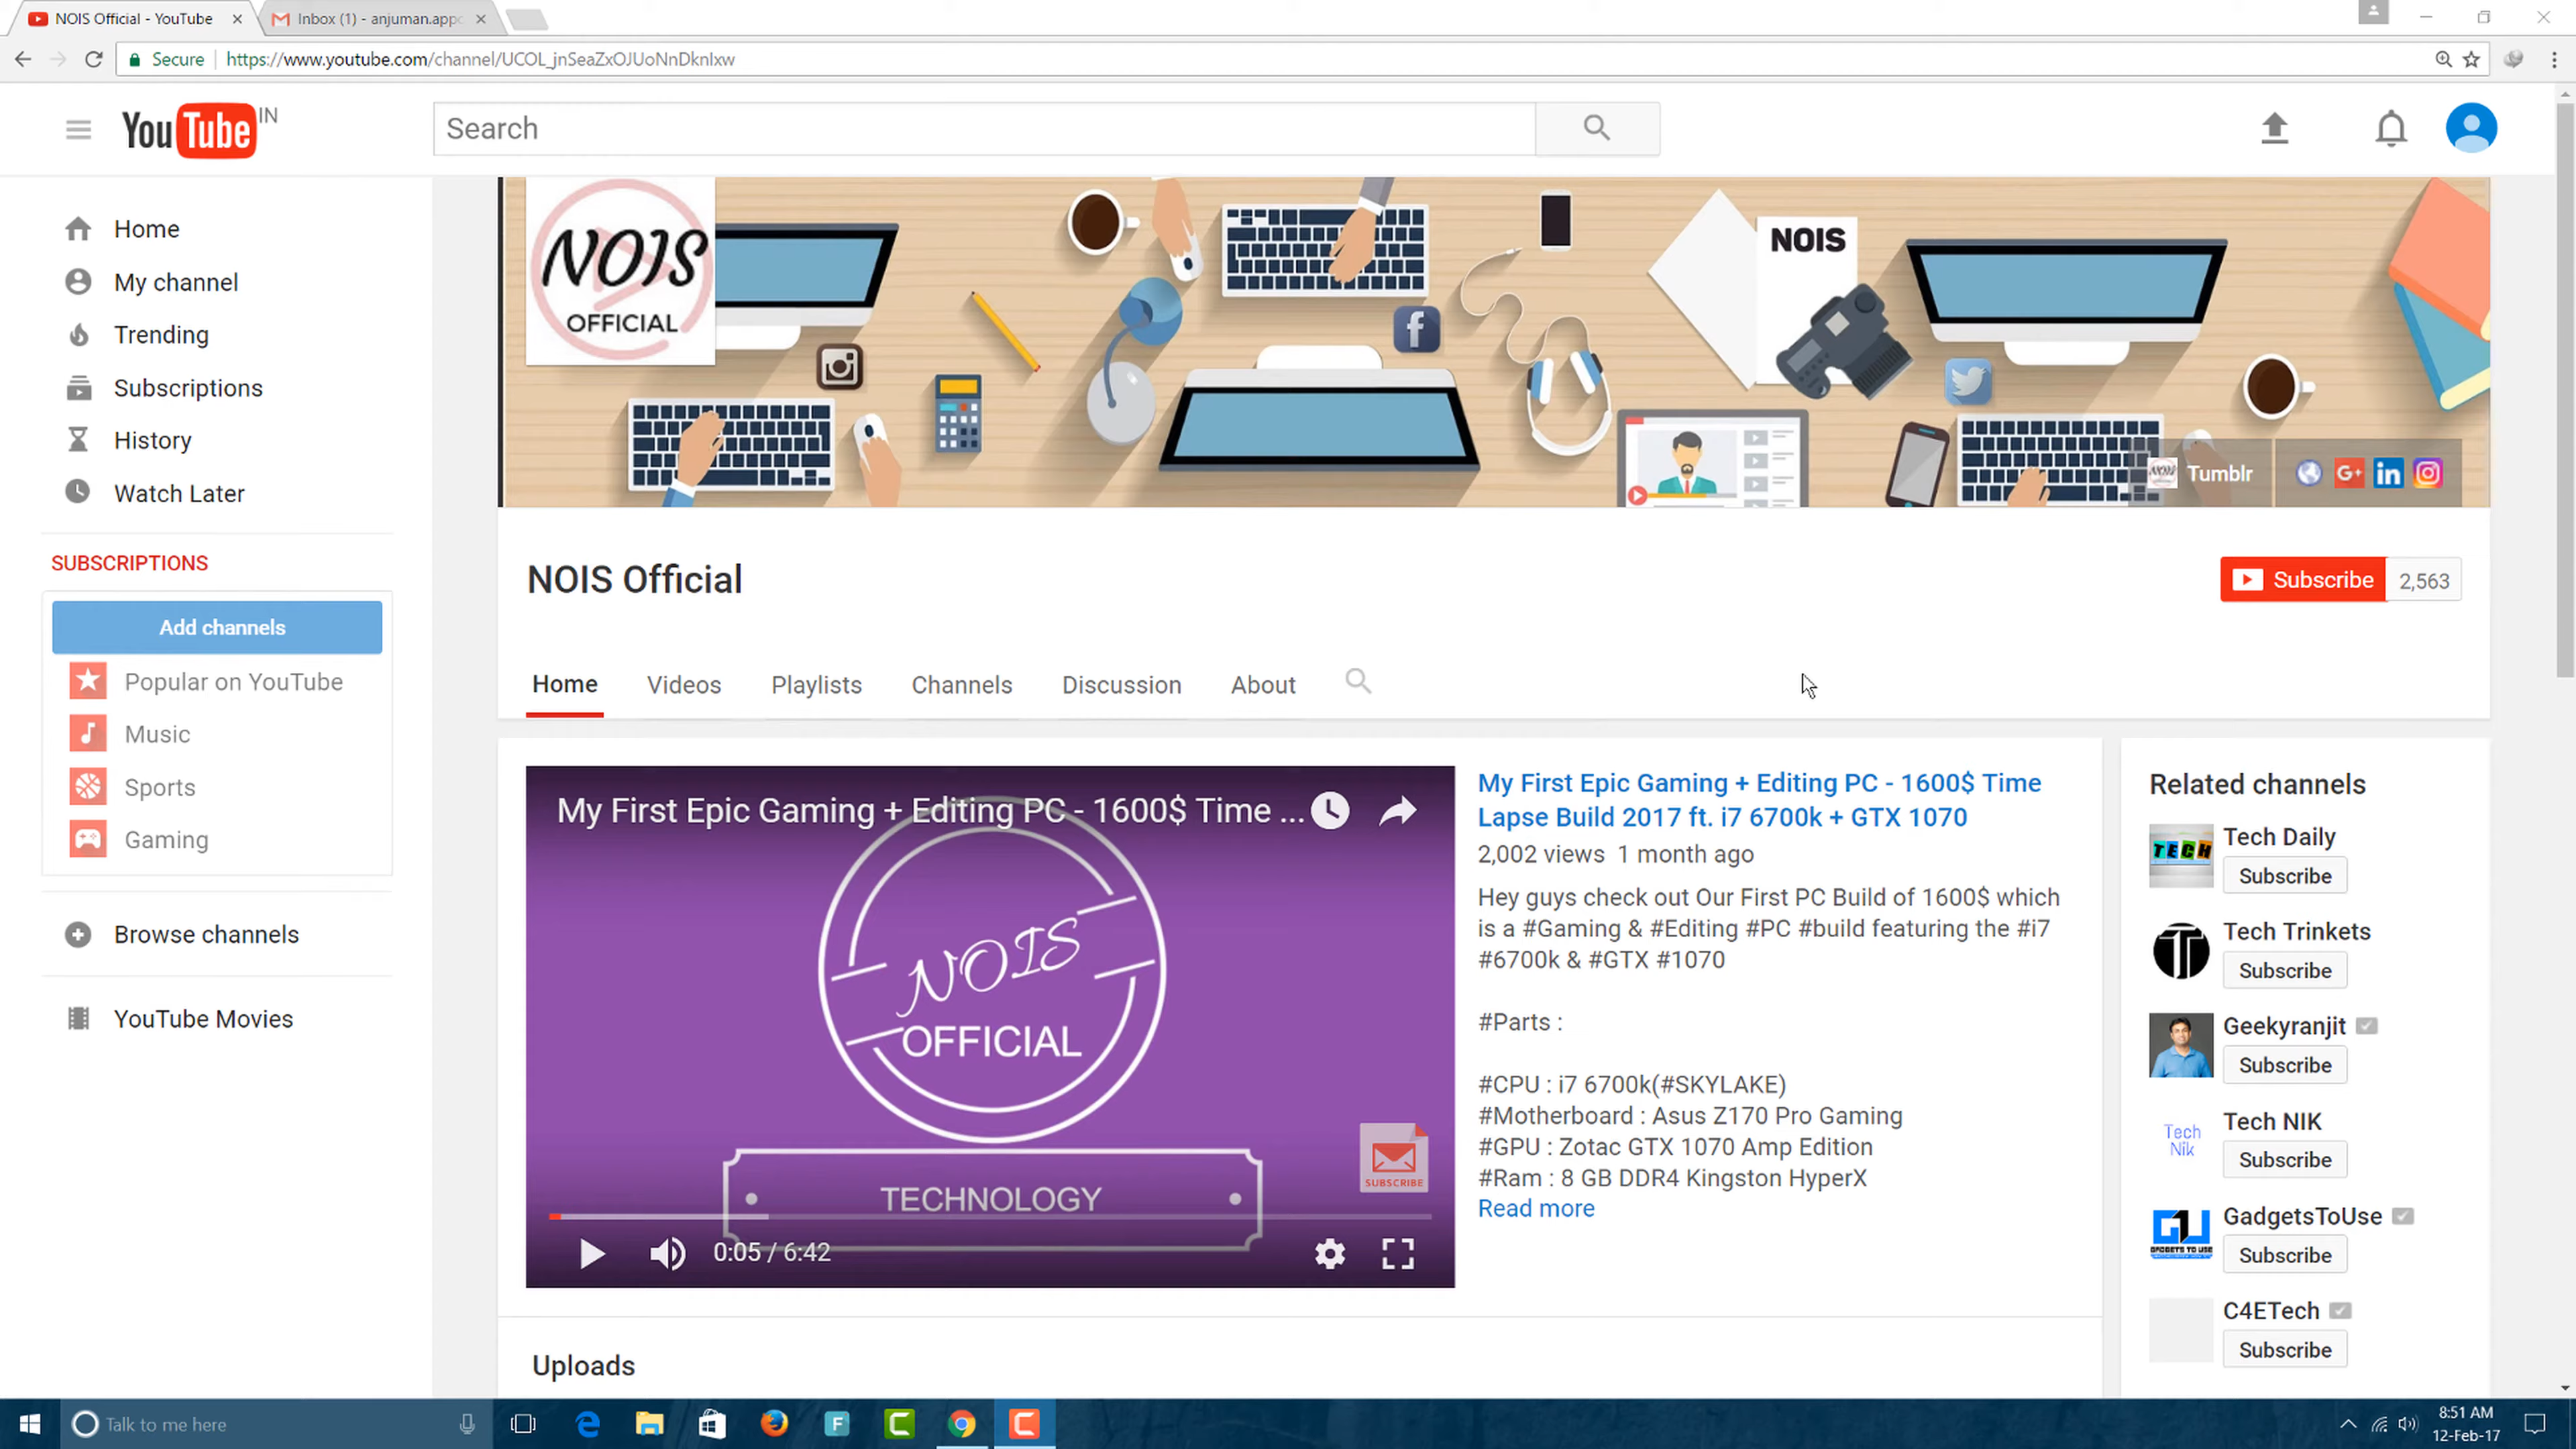 NOIS Official - YouTube
Inbox (1) - anjuman.appc
Secure
https://www.youtube.com/channel/UCOL_jnSeaZxOJUoNnDknIxw
YouTube IN
Search
Home
My channel
Trending
Subscriptions
History
Watch Later
SUBSCRIPTIONS
Add channels
Popular on YouTube
Music
Sports
Gaming
Browse channels
YouTube Movies
NOIS
OFFICIAL
NOIS
Tumblr
NOIS Official
Subscribe 2,563
Home Videos Playlists Channels Discussion About
My First Epic Gaming + Editing PC - 1600$ Time ...
NOIS
OFFICIAL
TECHNOLOGY
SUBSCRIBE
0:05 / 6:42
My First Epic Gaming + Editing PC - 1600$ Time
Lapse Build 2017 ft. i7 6700k + GTX 1070
2,002 views 1 month ago
Hey guys check out Our First PC Build of 1600$ which
is a #Gaming & #Editing #PC #build featuring the #i7
#6700k & #GTX #1070
#Parts :
#CPU : i7 6700k(#SKYLAKE)
#Motherboard : Asus Z170 Pro Gaming
#GPU : Zotac GTX 1070 Amp Edition
#Ram : 8 GB DDR4 Kingston HyperX
Read more
Related channels
TECH
Tech Daily
Subscribe
Tech Trinkets
Subscribe
Geekyranjit
Subscribe
Tech
Nik
Tech NIK
Subscribe
GADGETS TO USE
GadgetsToUse
Subscribe
C4ETech
Subscribe
Uploads
Talk to me here
8:51 AM
12-Feb-17